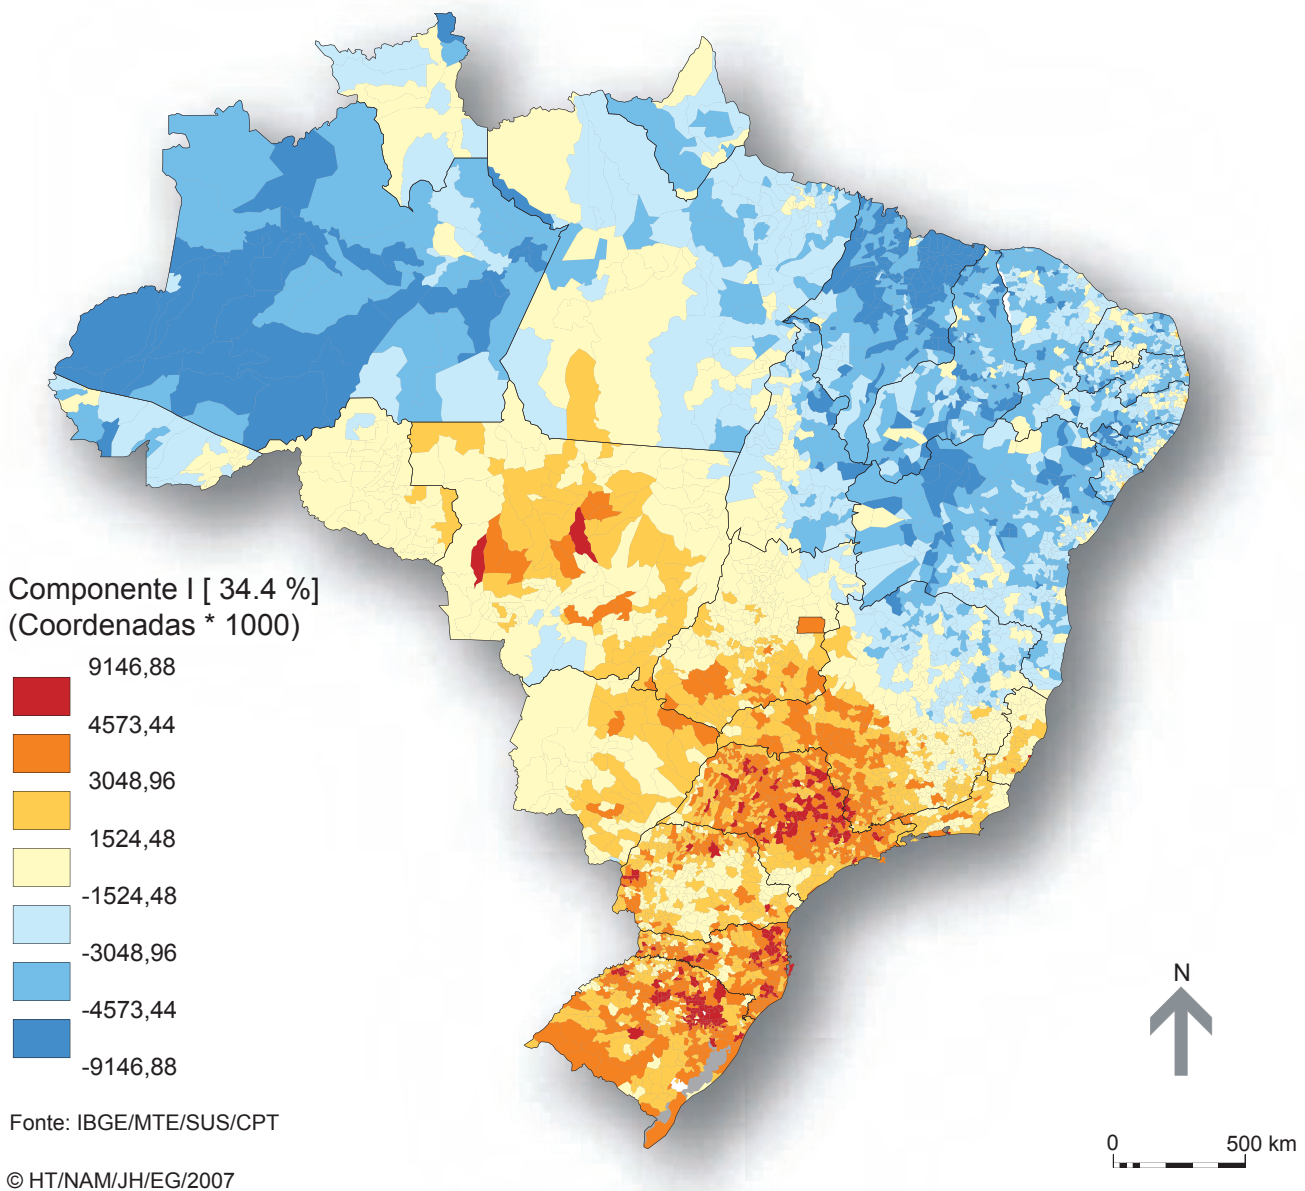 Componente I [ 34.4 %]
(Coordenadas * 1000)
9146,88
4573,44
3048,96
1524,48
-1524,48
-3048,96
-4573,44
-9146,88
Fonte: IBGE/MTE/SUS/CPT
© HT/NAM/JH/EG/2007
N
0 500 km